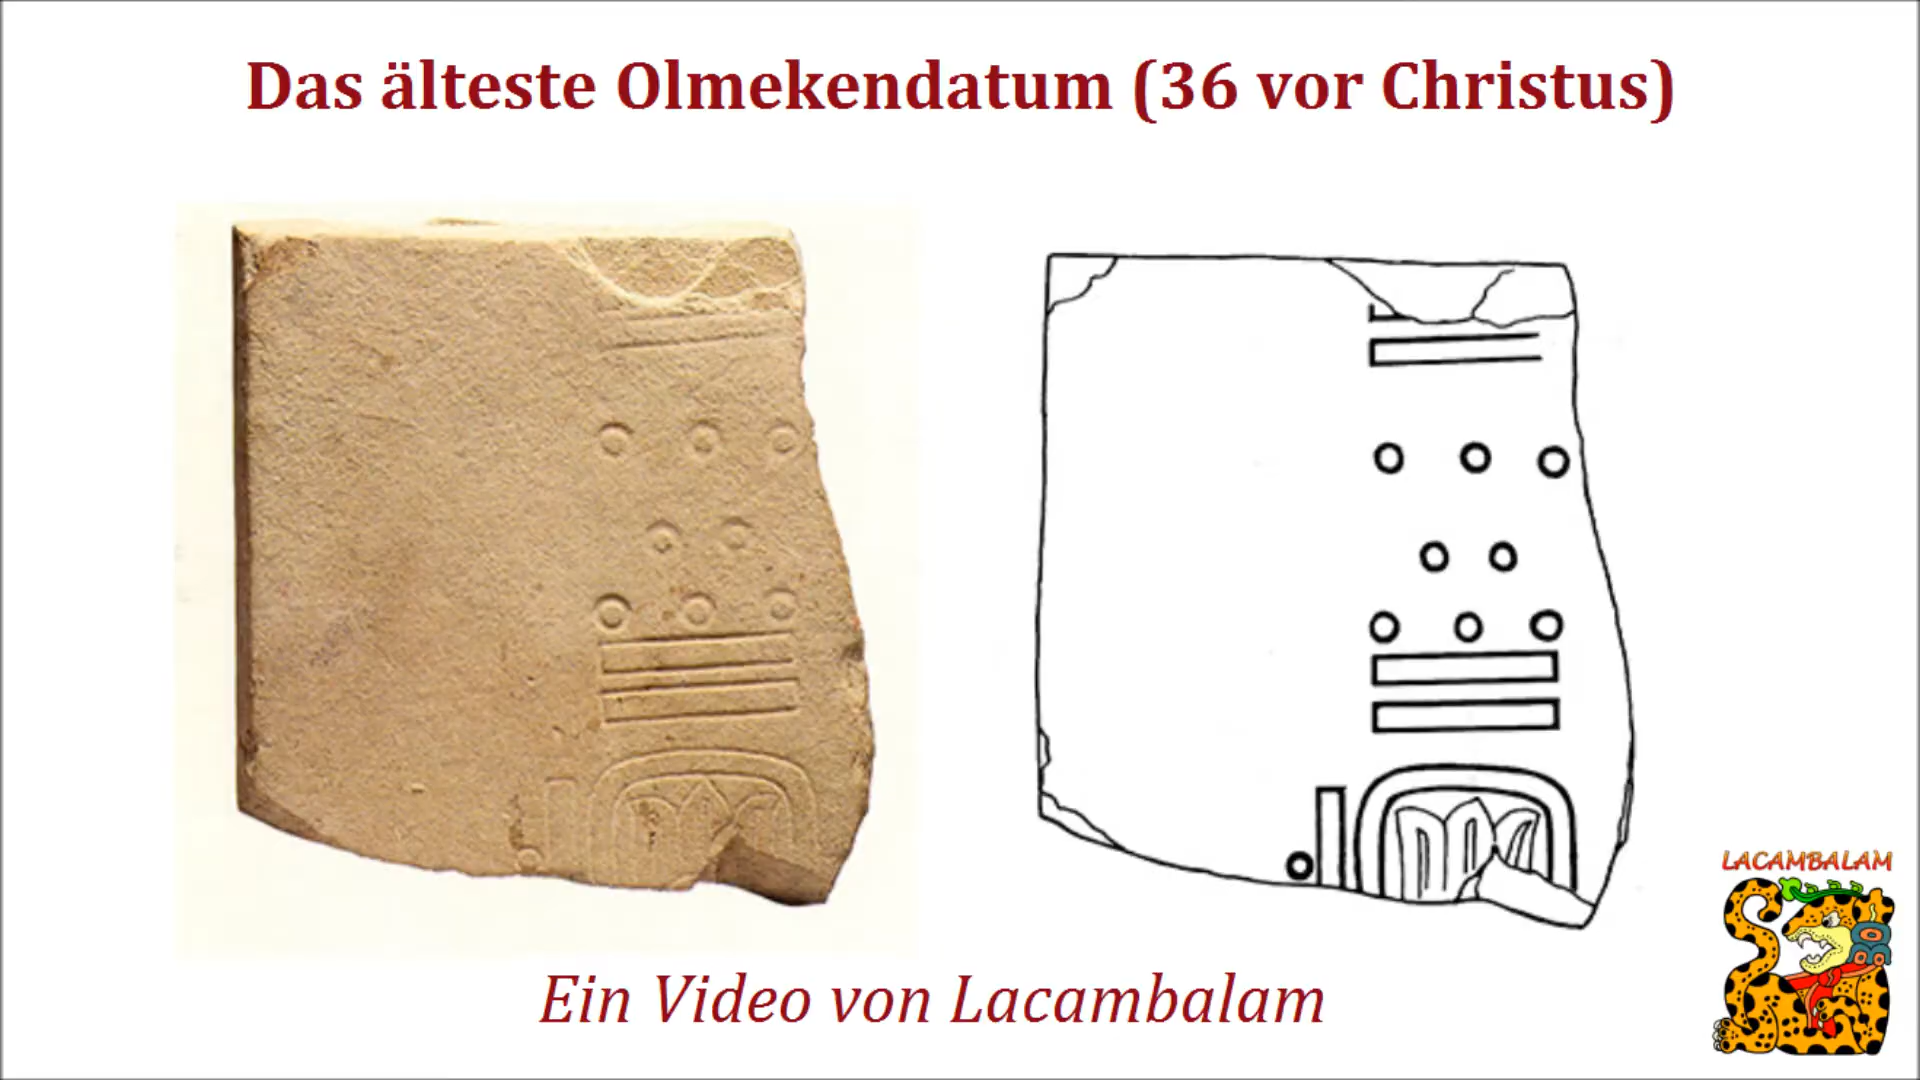 Das älteste Olmekendatum (36 vor Christus)
LACAMBALAM
Ein Video von Lacambalam